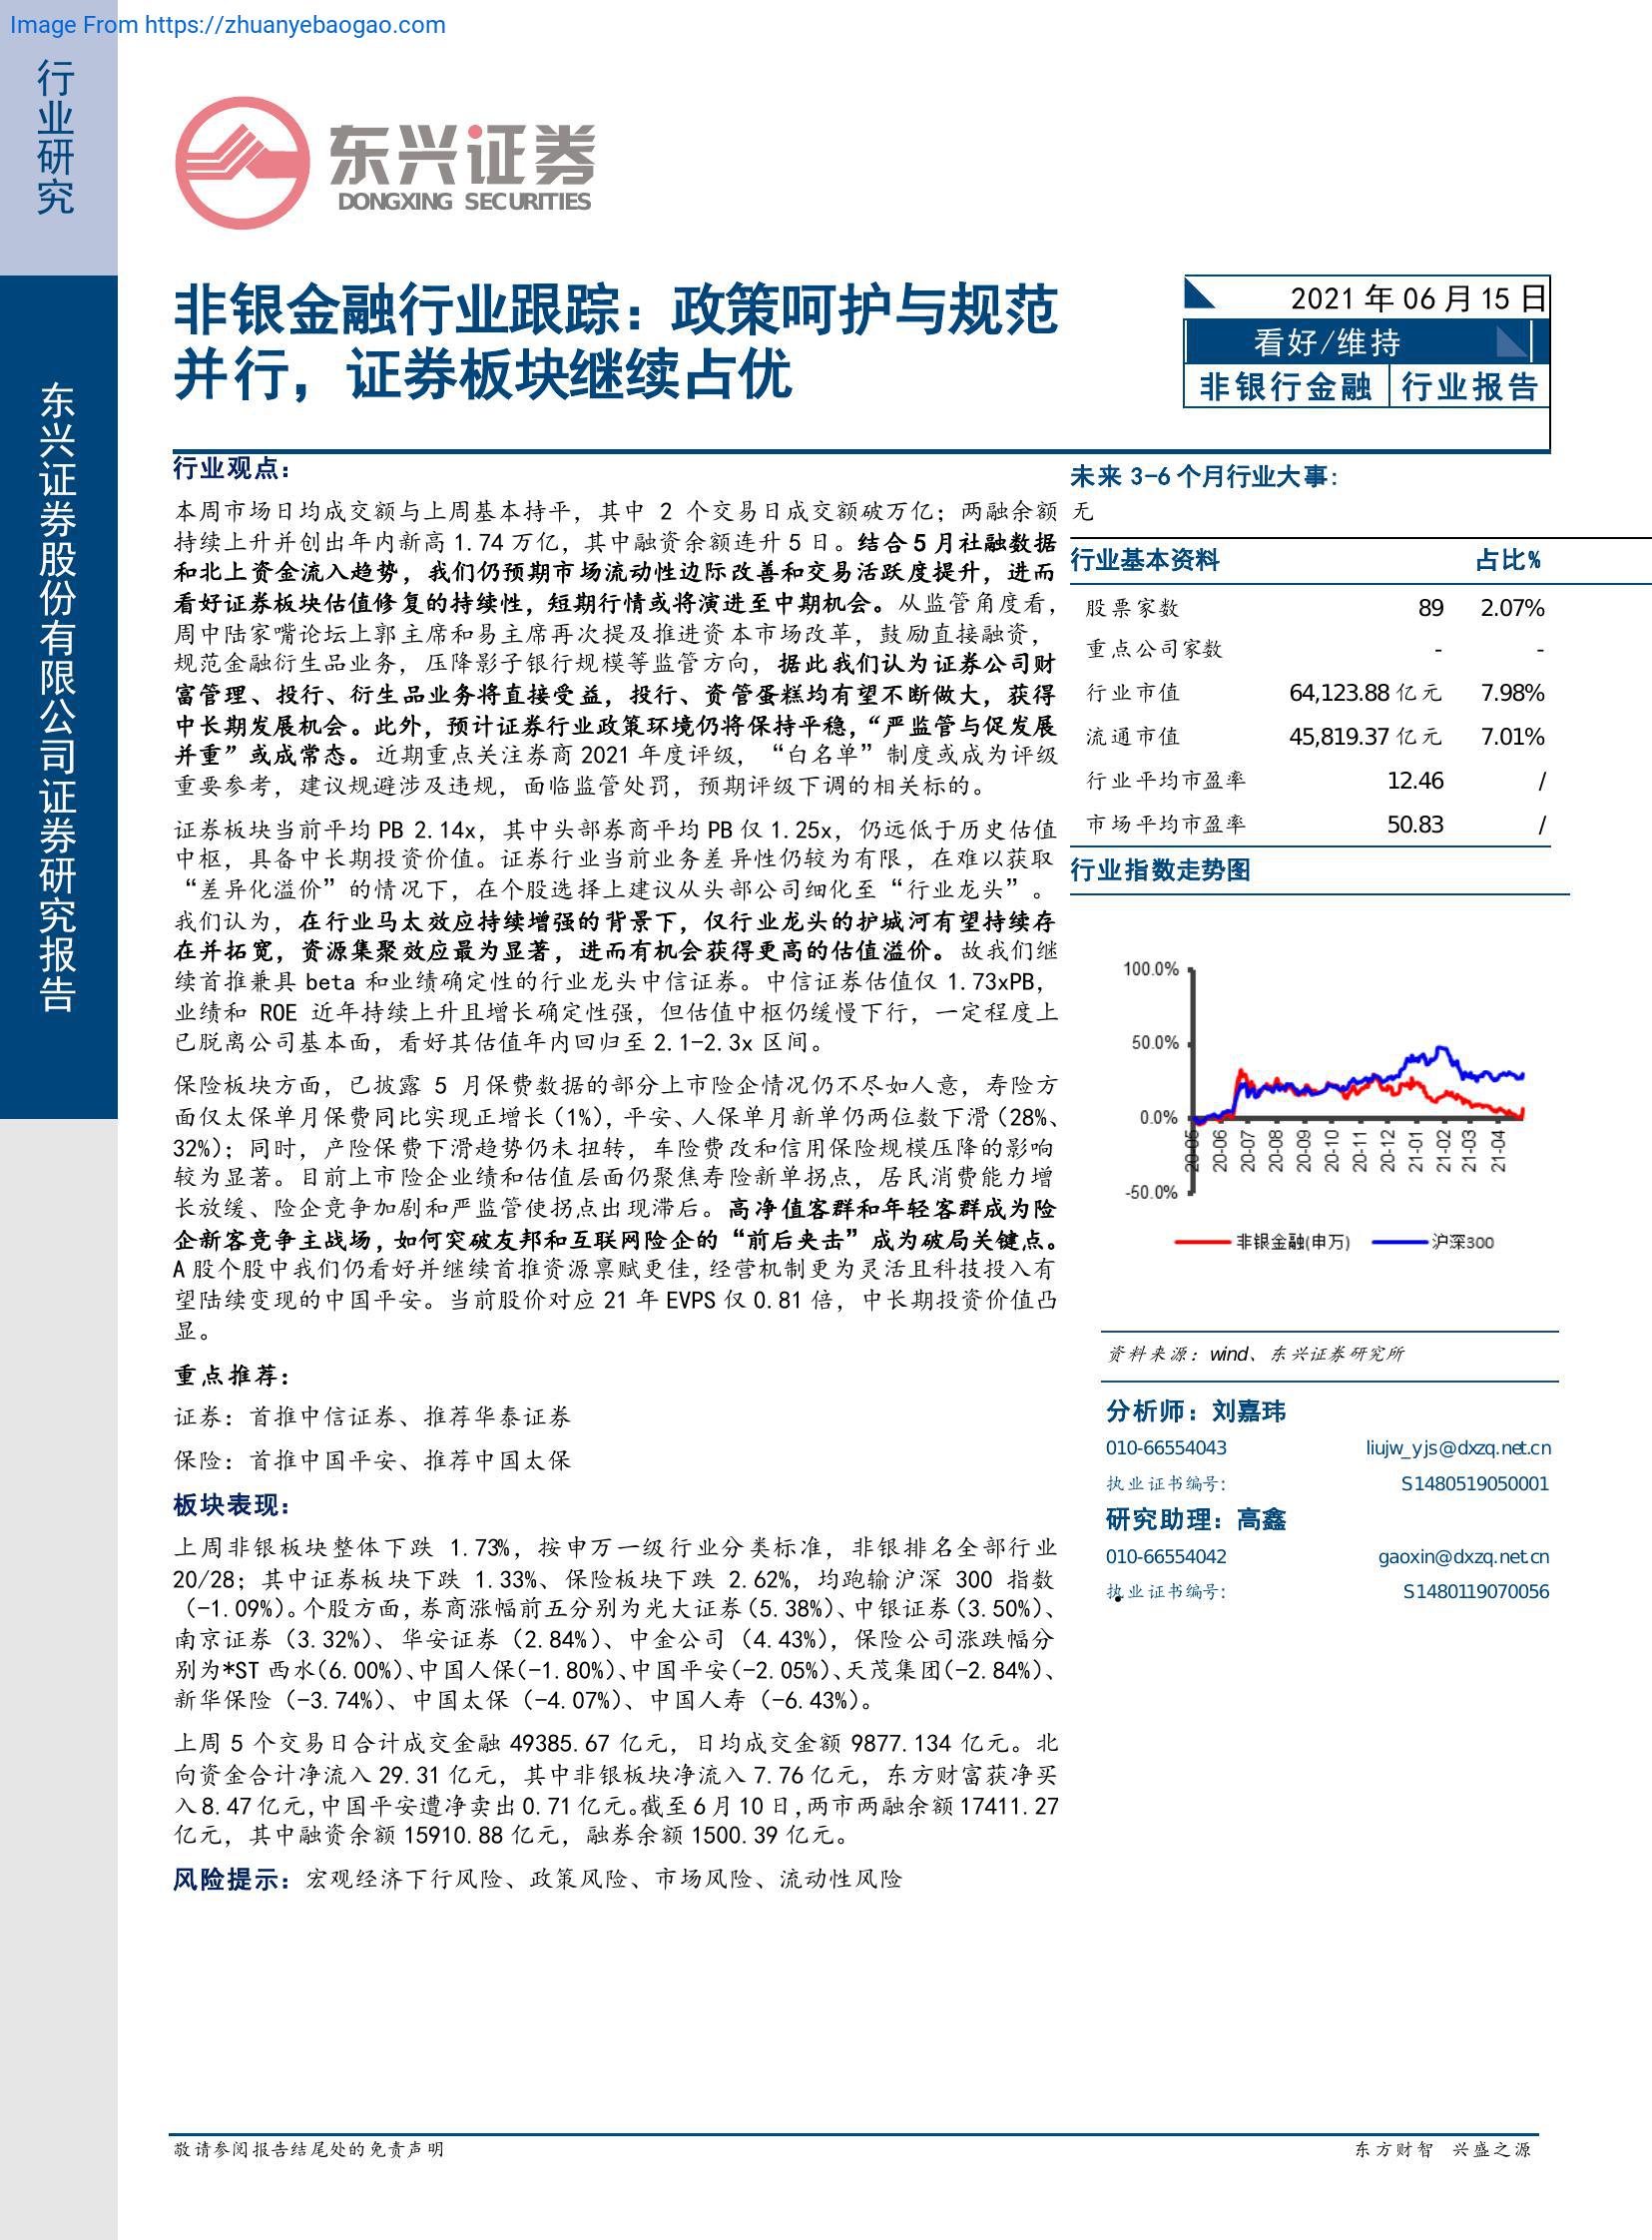 Image From https://zhuanyebaogao.com
行业研究
东兴证券股份有限公司证券研究报告
东兴证券
DONGXING SECURITIES
非银金融行业跟踪：政策呵护与规范
并行，证券板块继续占优
2021 年 06 月 15 日
看好/维持
非银行金融 行业报告
行业观点：
本周市场日均成交额与上周基本持平，其中 2 个交易日成交额破万亿；两融余额
持续上升并创出年内新高 1.74 万亿，其中融资余额连升 5 日。结合 5 月社融数据
和北上资金流入趋势，我们仍预期市场流动性边际改善和交易活跃度提升，进而
看好证券板块估值修复的持续性，短期行情或将演进至中期机会。从监管角度看，
周中陆家嘴论坛上郭主席和易主席再次提及推进资本市场改革，鼓励直接融资，
规范金融衍生品业务，压降影子银行规模等监管方向，据此我们认为证券公司财
富管理、投行、衍生品业务将直接受益，投行、资管蛋糕均有望不断做大，获得
中长期发展机会。此外，预计证券行业政策环境仍将保持平稳，“严监管与促发展
并重”或成常态。近期重点关注券商 2021 年度评级，“白名单”制度或成为评级
重要参考，建议规避涉及违规，面临监管处罚，预期评级下调的相关标的。
证券板块当前平均 PB 2.14x，其中头部券商平均 PB 仅 1.25x，仍远低于历史估值
中枢，具备中长期投资价值。证券行业当前业务差异性仍较为有限，在难以获取
“差异化溢价”的情况下，在个股选择上建议从头部公司细化至“行业龙头”。
我们认为，在行业马太效应持续增强的背景下，仅行业龙头的护城河有望持续存
在并拓宽，资源集聚效应最为显著，进而有机会获得更高的估值溢价。故我们继
续首推兼具 beta 和业绩确定性的行业龙头中信证券。中信证券估值仅 1.73xPB，
业绩和 ROE 近年持续上升且增长确定性强，但估值中枢仍缓慢下行，一定程度上
已脱离公司基本面，看好其估值年内回归至 2.1-2.3x 区间。
保险板块方面，已披露 5 月保费数据的部分上市险企情况仍不尽如人意，寿险方
面仅太保单月保费同比实现正增长（1%），平安、人保单月新单仍两位数下滑（28%、
32%）；同时，产险保费下滑趋势仍未扭转，车险费改和信用保险规模压降的影响
较为显著。目前上市险企业绩和估值层面仍聚焦寿险新单拐点，居民消费能力增
长放缓、险企竞争加剧和严监管使拐点出现滞后。高净值客群和年轻客群成为险
企新客竞争主战场，如何突破友邦和互联网险企的“前后夹击”成为破局关键点。
A 股个股中我们仍看好并继续首推资源禀赋更佳，经营机制更为灵活且科技投入有
望陆续变现的中国平安。当前股价对应 21 年 EVPS 仅 0.81 倍，中长期投资价值凸
显。
重点推荐：
证券：首推中信证券、推荐华泰证券
保险：首推中国平安、推荐中国太保
板块表现：
上周非银板块整体下跌 1.73%，按申万一级行业分类标准，非银排名全部行业
20/28；其中证券板块下跌 1.33%、保险板块下跌 2.62%，均跑输沪深 300 指数
（-1.09%）。个股方面，券商涨幅前五分别为光大证券（5.38%）、中银证券（3.50%）、
南京证券（3.32%）、华安证券（2.84%）、中金公司（4.43%），保险公司涨跌幅分
别为*ST 西水（6.00%）、中国人保（-1.80%）、中国平安（-2.05%）、天茂集团（-2.84%）、
新华保险（-3.74%）、中国太保（-4.07%）、中国人寿（-6.43%）。
上周 5 个交易日合计成交金融 49385.67 亿元，日均成交金额 9877.134 亿元。北
向资金合计净流入 29.31 亿元，其中非银板块净流入 7.76 亿元，东方财富获净买
入 8.47 亿元，中国平安遭净卖出 0.71 亿元。截至 6 月 10 日，两市两融余额 17411.27
亿元，其中融资余额 15910.88 亿元，融券余额 1500.39 亿元。
风险提示：宏观经济下行风险、政策风险、市场风险、流动性风险
未来 3-6 个月行业大事：
无
行业基本资料 占比%
股票家数 89 2.07%
重点公司家数 - -
行业市值 64,123.88 亿元 7.98%
流通市值 45,819.37 亿元 7.01%
行业平均市盈率 12.46 /
市场平均市盈率 50.83 /
行业指数走势图
100.0%
50.0%
0.0%
-50.0%
20-05 20-06 20-07 20-08 20-09 20-10 20-11 20-12 21-01 21-02 21-03 21-04
非银金融(申万) 沪深300
资料来源：wind、东兴证券研究所
分析师：刘嘉玮
010-66554043 liujw_yjs@dxzq.net.cn
执业证书编号： S1480519050001
研究助理：高鑫
010-66554042 gaoxin@dxzq.net.cn
执业证书编号： S1480119070056
敬请参阅报告结尾处的免责声明
东方财智 兴盛之源